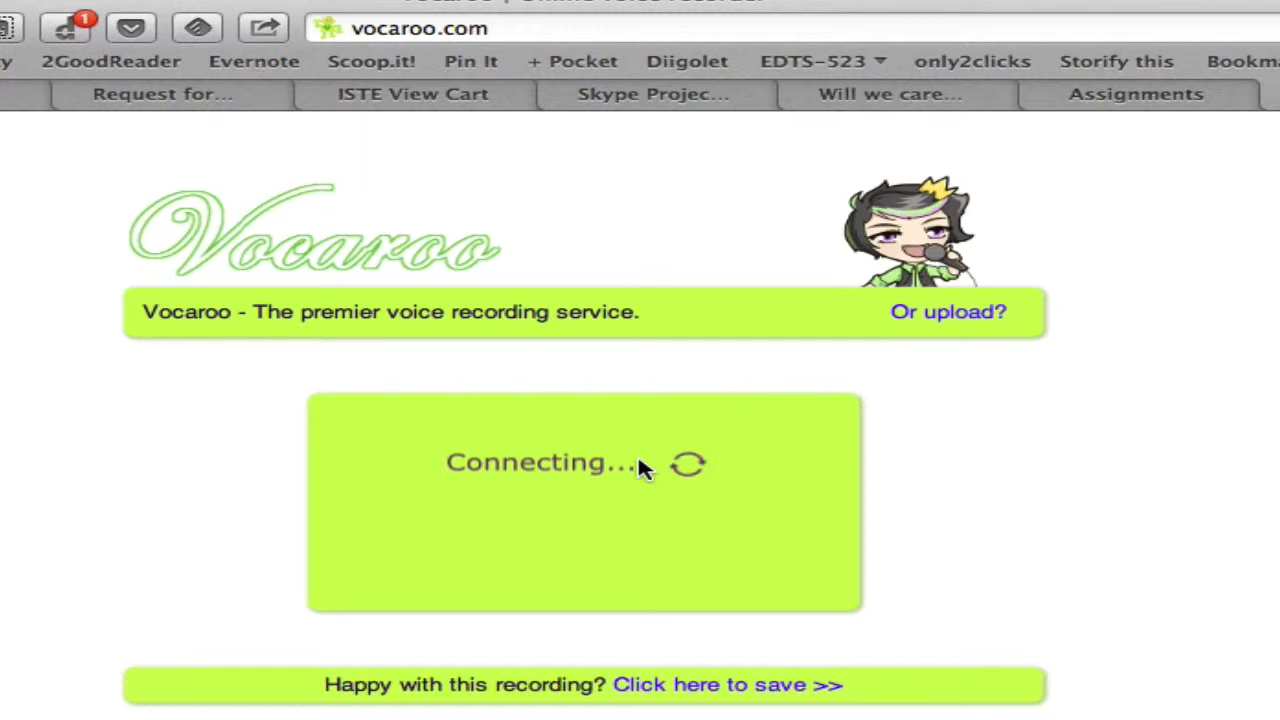 1
vocaroo.com
2GoodReader Evernote Scoop.it! Pin It + Pocket Diigolet EDTS-523 only2clicks Storify this
Request for... ISTE View Cart Skype Projec... Will we care... Assignments
Vocaroo
Vocaroo - The premier voice recording service. Or upload?
Connecting...
Happy with this recording? Click here to save >>